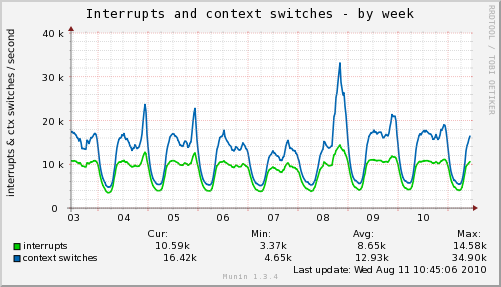 Interrupts and context switches - by week
RRDTOOL / TOBI OETIKER
interrupts & ctx switches / second
40 k
30 k
20 k
10 k
0
03 04 05 06 07 08 09 10
Cur: Min: Avg: Max:
interrupts 10.59k 3.37k 8.65k 14.58k
context switches 16.42k 4.65k 12.93k 34.90k
Last update: Wed Aug 11 10:45:06 2010
Munin 1.3.4